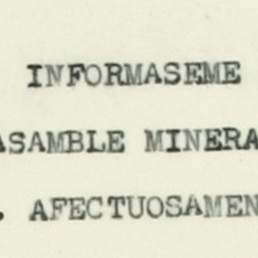 INFORMASEME
ASAMBLE MINERA
. AFECTUOSAMEN